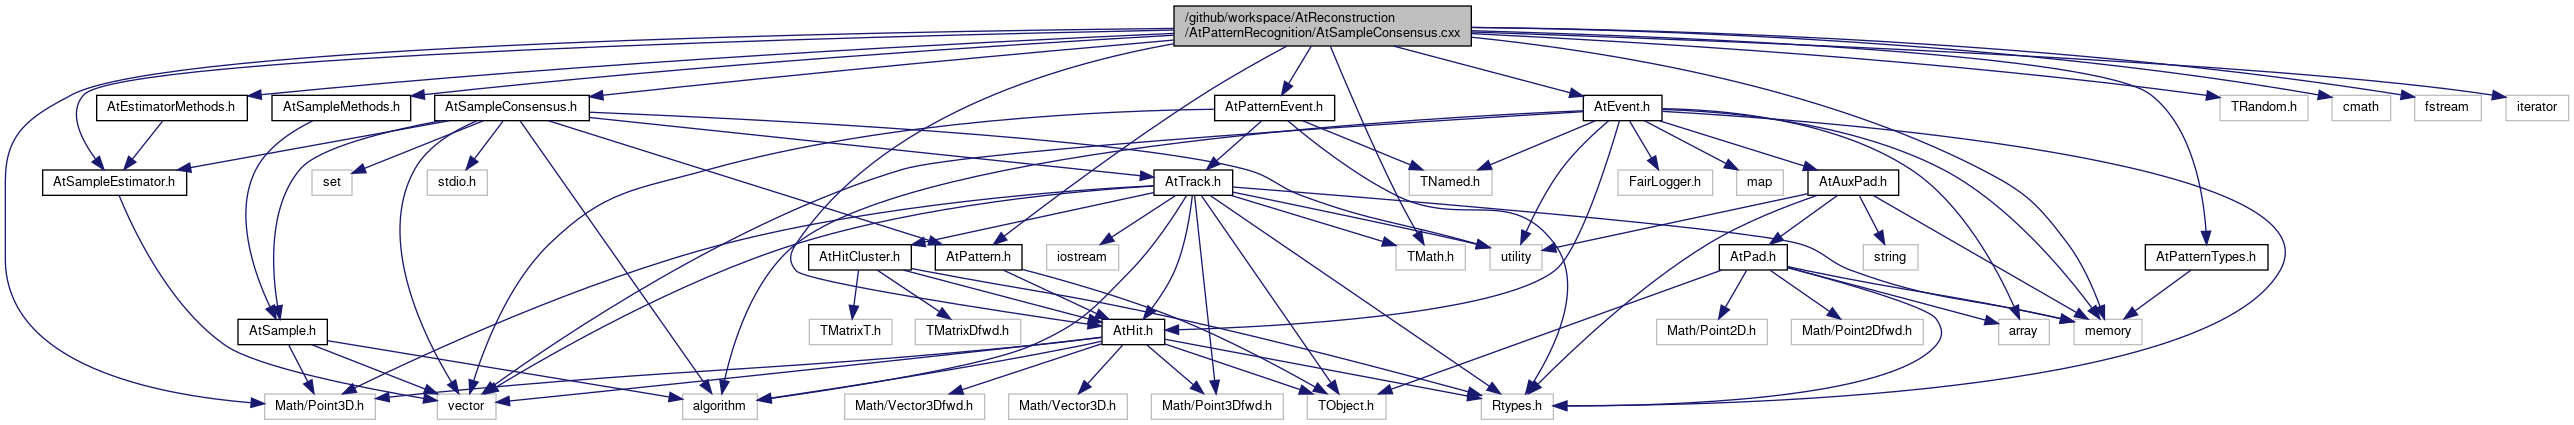 /github/workspace/AtReconstruction
/AtPatternRecognition/AtSampleConsensus.cxx
AtEstimatorMethods.h
AtSampleMethods.h
AtSampleConsensus.h
AtPatternEvent.h
AtEvent.h
TRandom.h
cmath
fstream
iterator
AtSampleEstimator.h
set
stdio.h
AtTrack.h
TNamed.h
FairLogger.h
map
AtAuxPad.h
AtHitCluster.h
AtPattern.h
iostream
TMath.h
utility
AtPad.h
string
AtPatternTypes.h
AtSample.h
TMatrixT.h
TMatrixDfwd.h
AtHit.h
Math/Point2D.h
Math/Point2Dfwd.h
array
memory
Math/Point3D.h
vector
algorithm
Math/Vector3Dfwd.h
Math/Vector3D.h
Math/Point3Dfwd.h
TObject.h
Rtypes.h